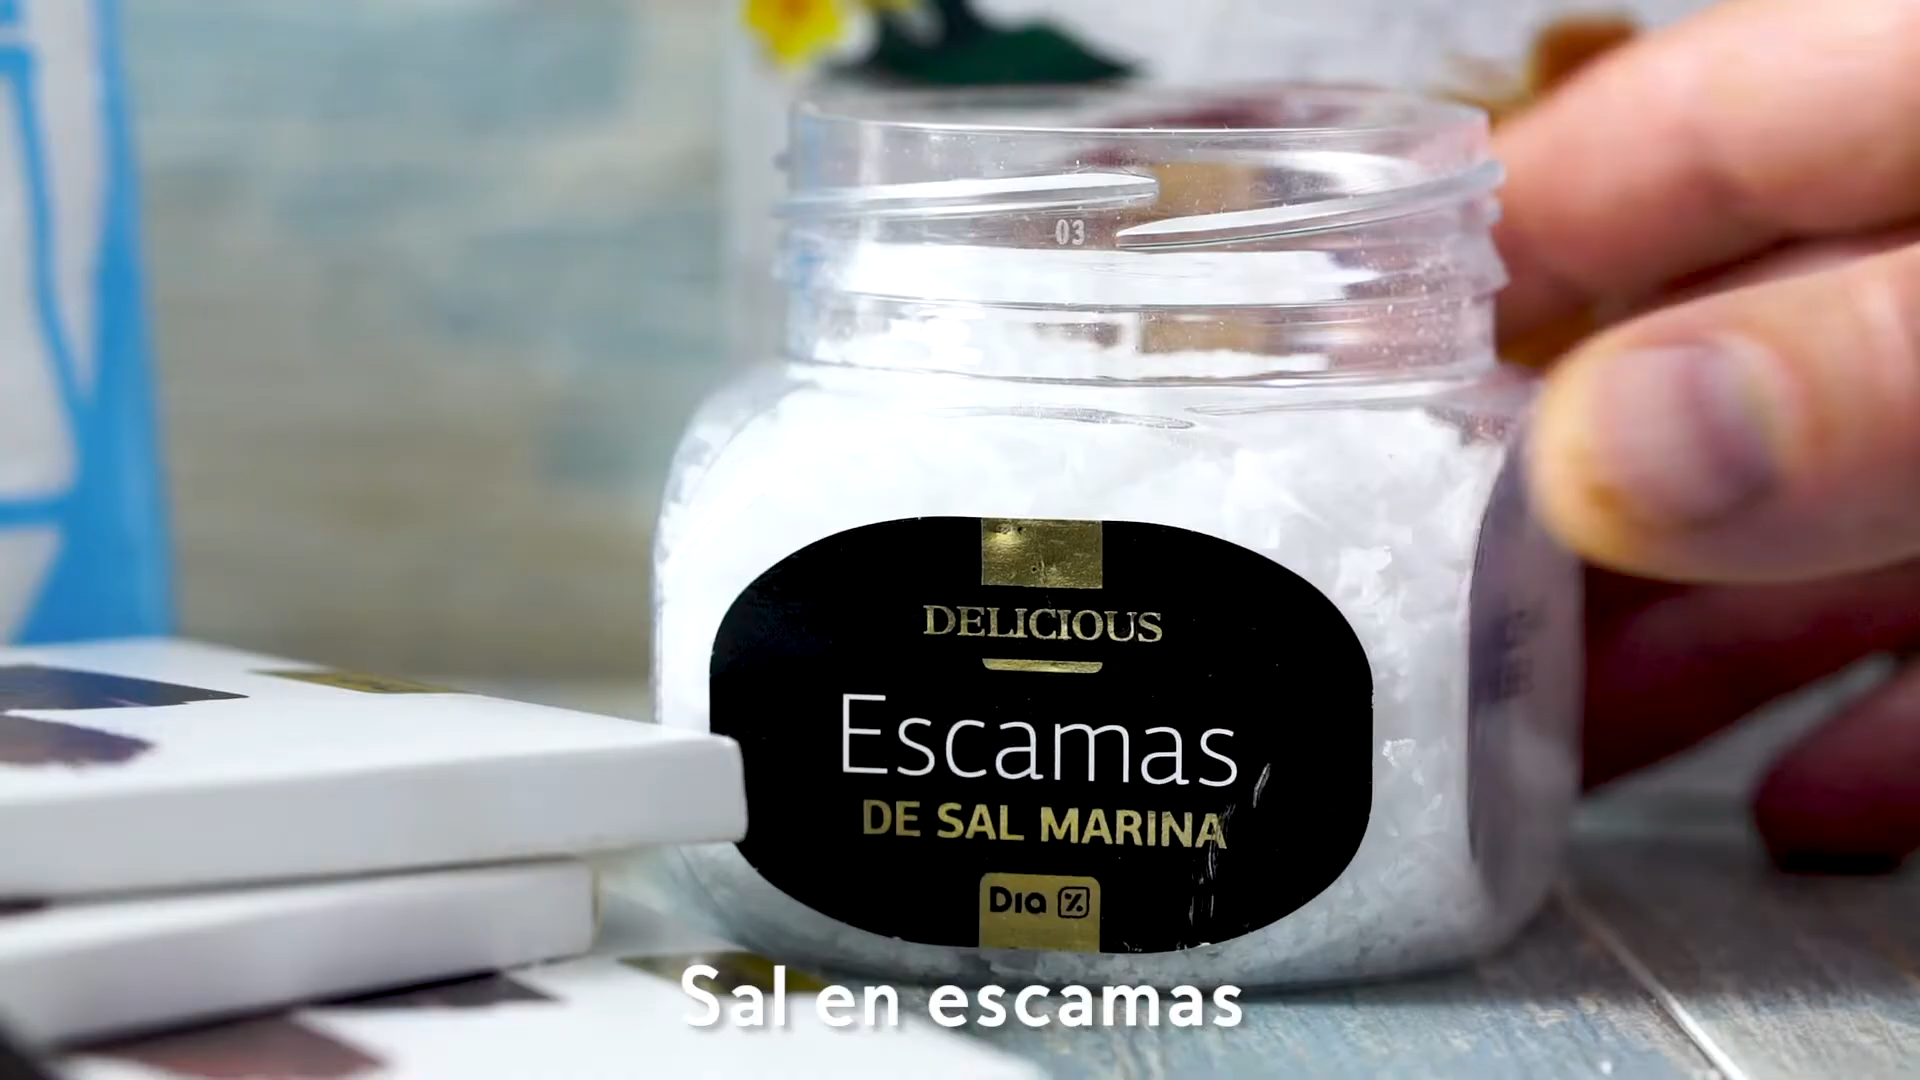 03
DELICIOUS
Escamas
DE SAL MARINA
Dia %
Sal en escamas